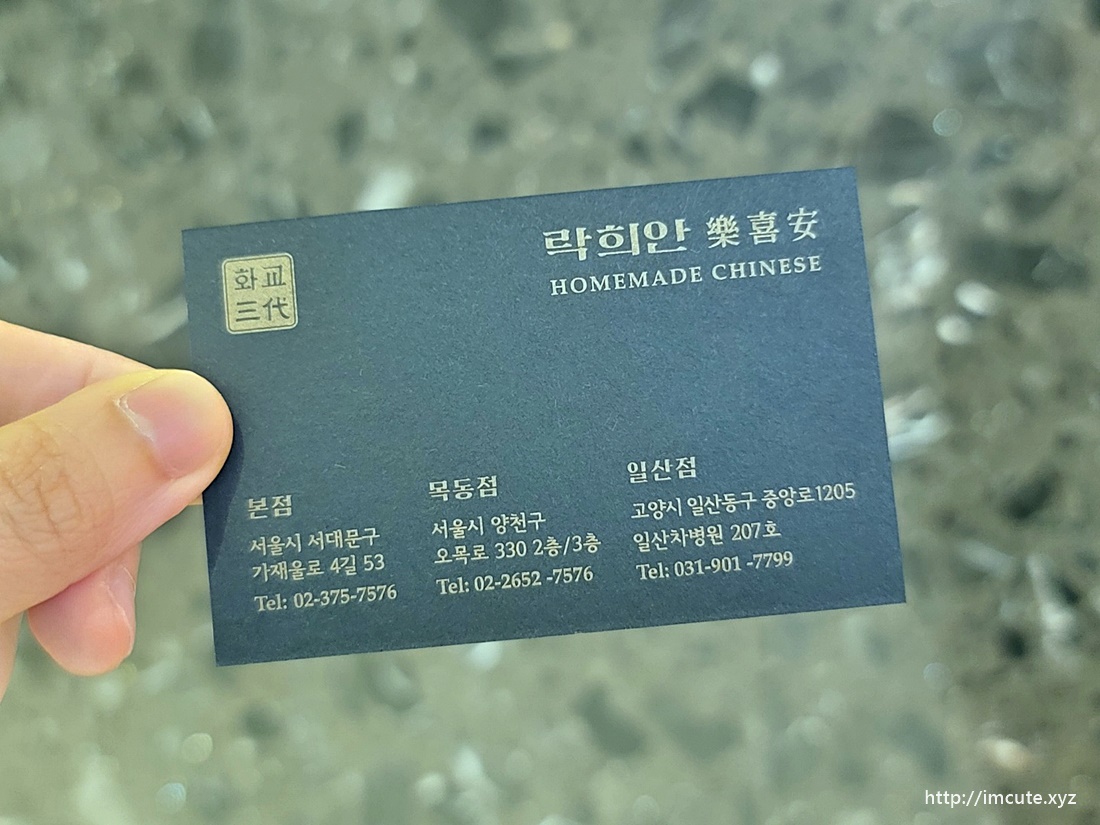 화교
三代
락희안 樂喜安
HOMEMADE CHINESE
본점
서울시 서대문구
가재울로 4길 53
Tel: 02-375-7576
목동점
서울시 양천구
오목로 330 2층/3층
Tel: 02-2652 -7576
일산점
고양시 일산동구 중앙로1205
일산차병원 207호
Tel: 031-901 -7799
http://imcute.xyz